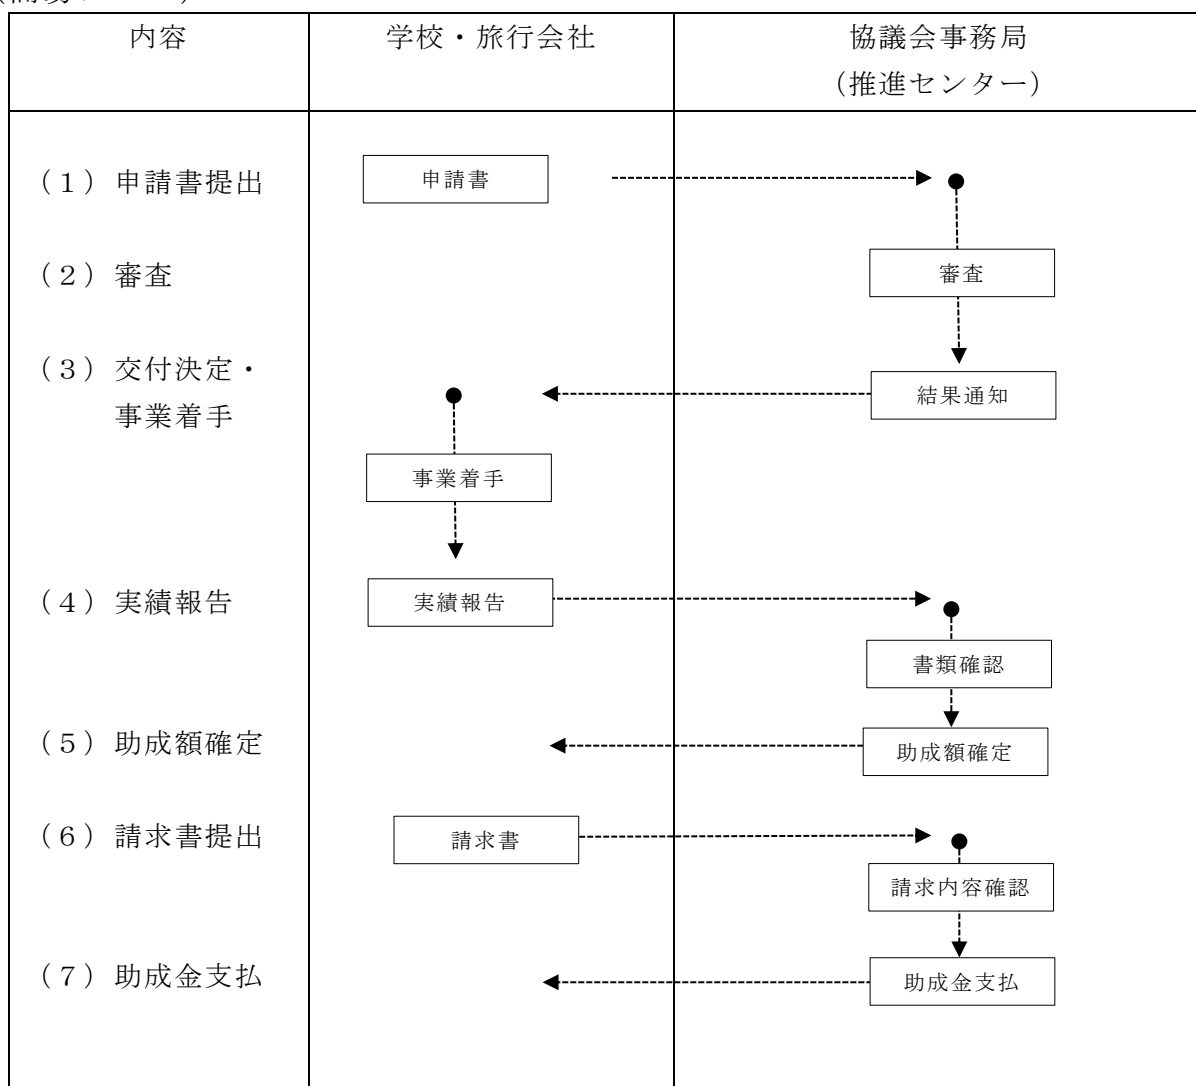 内容
学校・旅行会社
協議会事務局
（推進センター）
（１）申請書提出
申請書
（２）審査
審査
（３）交付決定・
事業着手
結果通知
事業着手
（４）実績報告
実績報告
書類確認
（５）助成額確定
助成額確定
（６）請求書提出
請求書
請求内容確認
（７）助成金支払
助成金支払